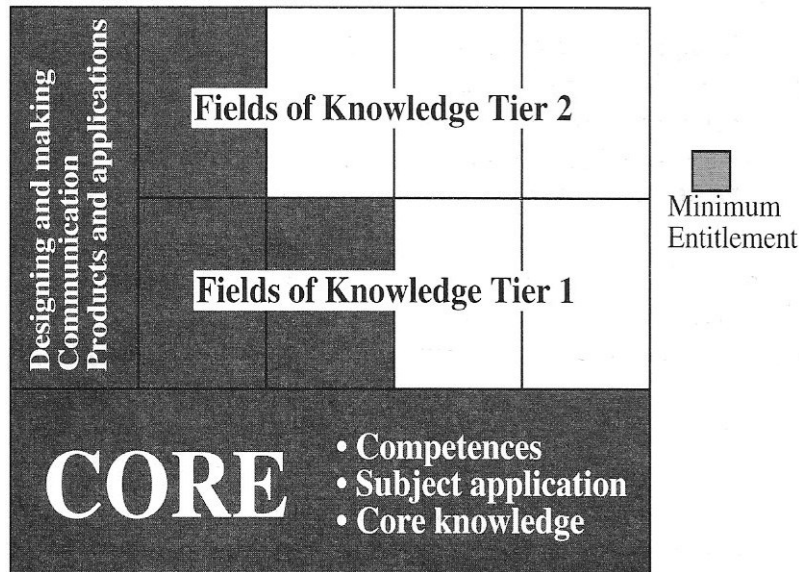 Designing and making
Communication
Products and applications
Fields of Knowledge Tier 2
Minimum
Entitlement
Fields of Knowledge Tier 1
CORE
• Competences
• Subject application
• Core knowledge